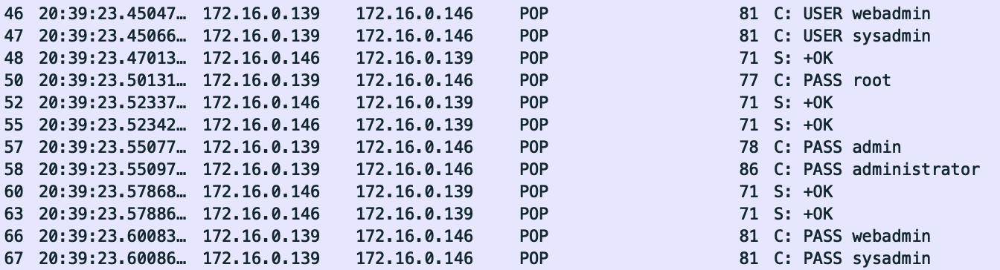 46 20:39:23.45047… 172.16.0.139 172.16.0.146 POP 81 C: USER webadmin
47 20:39:23.45066… 172.16.0.139 172.16.0.146 POP 81 C: USER sysadmin
48 20:39:23.47013… 172.16.0.146 172.16.0.139 POP 71 S: +OK
50 20:39:23.50131… 172.16.0.139 172.16.0.146 POP 77 C: PASS root
52 20:39:23.52337… 172.16.0.146 172.16.0.139 POP 71 S: +OK
55 20:39:23.52342… 172.16.0.146 172.16.0.139 POP 71 S: +OK
57 20:39:23.55077… 172.16.0.139 172.16.0.146 POP 78 C: PASS admin
58 20:39:23.55097… 172.16.0.139 172.16.0.146 POP 86 C: PASS administrator
60 20:39:23.57868… 172.16.0.146 172.16.0.139 POP 71 S: +OK
63 20:39:23.57886… 172.16.0.146 172.16.0.139 POP 71 S: +OK
66 20:39:23.60083… 172.16.0.139 172.16.0.146 POP 81 C: PASS webadmin
67 20:39:23.60086… 172.16.0.139 172.16.0.146 POP 81 C: PASS sysadmin